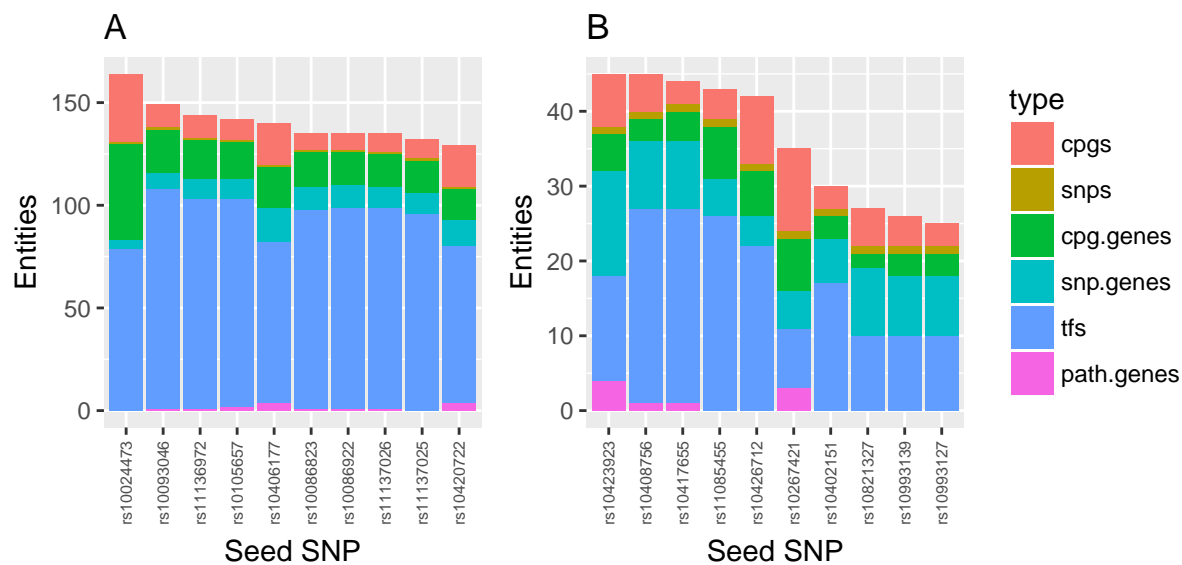 A
B
Entities
150
100
50
0
rs10024473
rs10093046
rs11136972
rs10105657
rs10406177
rs10086823
rs10086922
rs11137026
rs11137025
rs10420722
Seed SNP
Entities
40
30
20
10
0
rs10423923
rs10408756
rs10417655
rs11085455
rs10426712
rs10267421
rs10402151
rs10821327
rs10993139
rs10993127
Seed SNP
type
cpgs
snps
cpg.genes
snp.genes
tfs
path.genes